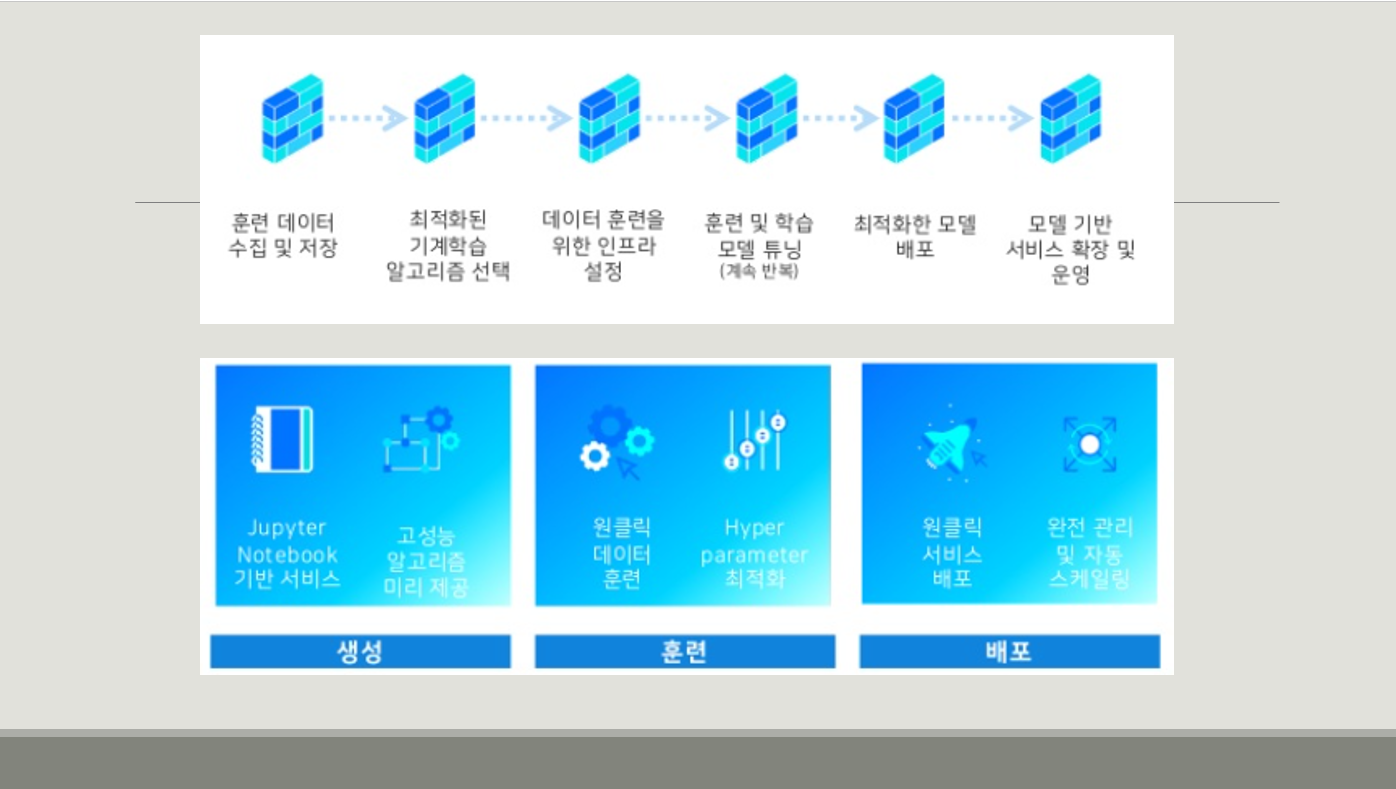 훈련 데이터
수집 및 저장
최적화된
기계학습
알고리즘 선택
데이터 훈련을
위한 인프라
설정
훈련 및 학습
모델 튜닝
(계속 반복)
최적화한 모델
배포
모델 기반
서비스 확장 및
운영
Jupyter
Notebook
기반 서비스
고성능
알고리즘
미리 제공
원클릭
데이터
훈련
Hyper
parameter
최적화
원클릭
서비스
배포
완전 관리
및 자동
스케일링
생성
훈련
배포